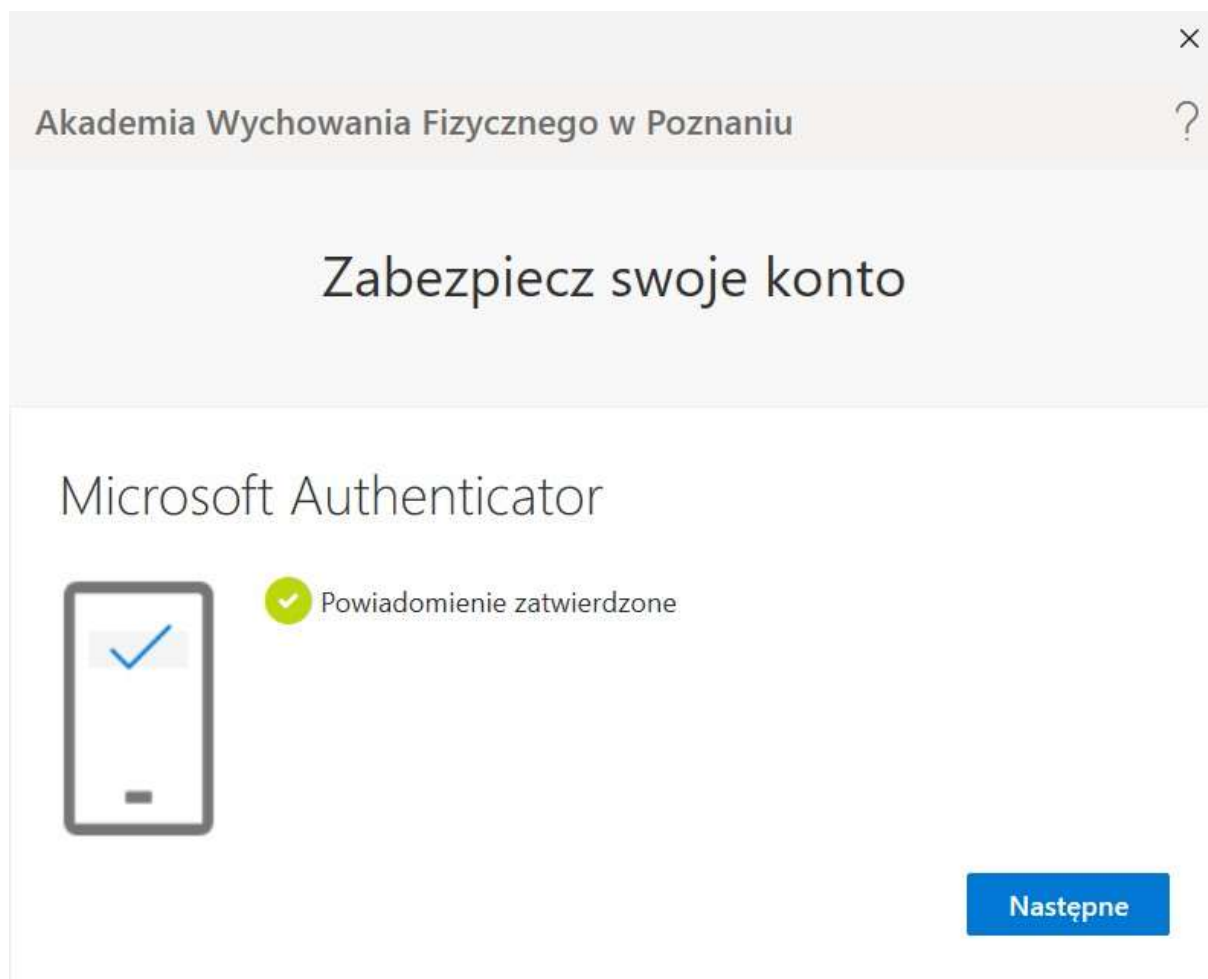 Akademia Wychowania Fizycznego w Poznaniu
?
Zabezpiecz swoje konto
Microsoft Authenticator
Powiadomienie zatwierdzone
Następne